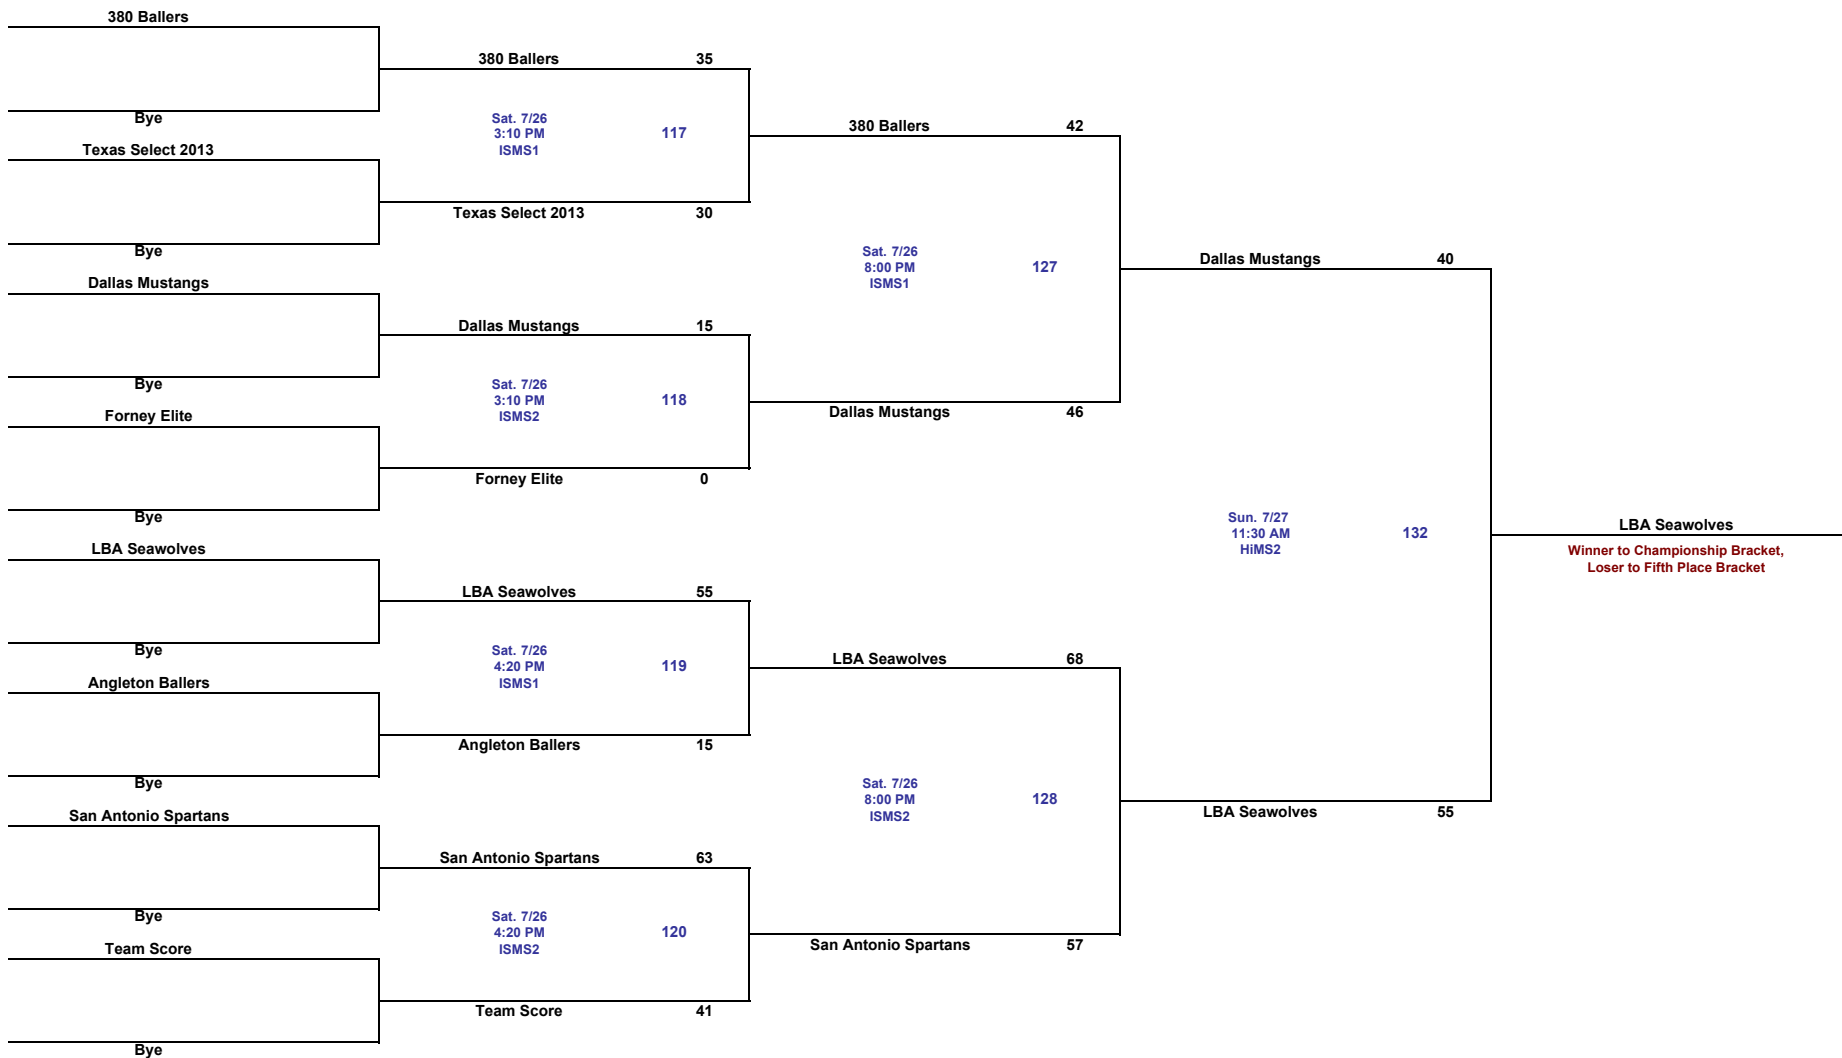 380 Ballers
Bye
Texas Select 2013
Bye
Dallas Mustangs
Bye
Forney Elite
Bye
LBA Seawolves
Bye
Angleton Ballers
Bye
San Antonio Spartans
Bye
Team Score
Bye
380 Ballers 35
Sat. 7/26
3:10 PM 117
ISMS1
Texas Select 2013 30
Dallas Mustangs 15
Sat. 7/26
3:10 PM 118
ISMS2
Forney Elite 0
LBA Seawolves 55
Sat. 7/26
4:20 PM 119
ISMS1
Angleton Ballers 15
San Antonio Spartans 63
Sat. 7/26
4:20 PM 120
ISMS2
Team Score 41
380 Ballers 42
Sat. 7/26
8:00 PM 127
ISMS1
Dallas Mustangs 46
LBA Seawolves 68
Sat. 7/26
8:00 PM 128
ISMS2
San Antonio Spartans 57
Dallas Mustangs 40
Sun. 7/27
11:30 AM 132
HiMS2
LBA Seawolves 55
LBA Seawolves
Winner to Championship Bracket,
Loser to Fifth Place Bracket